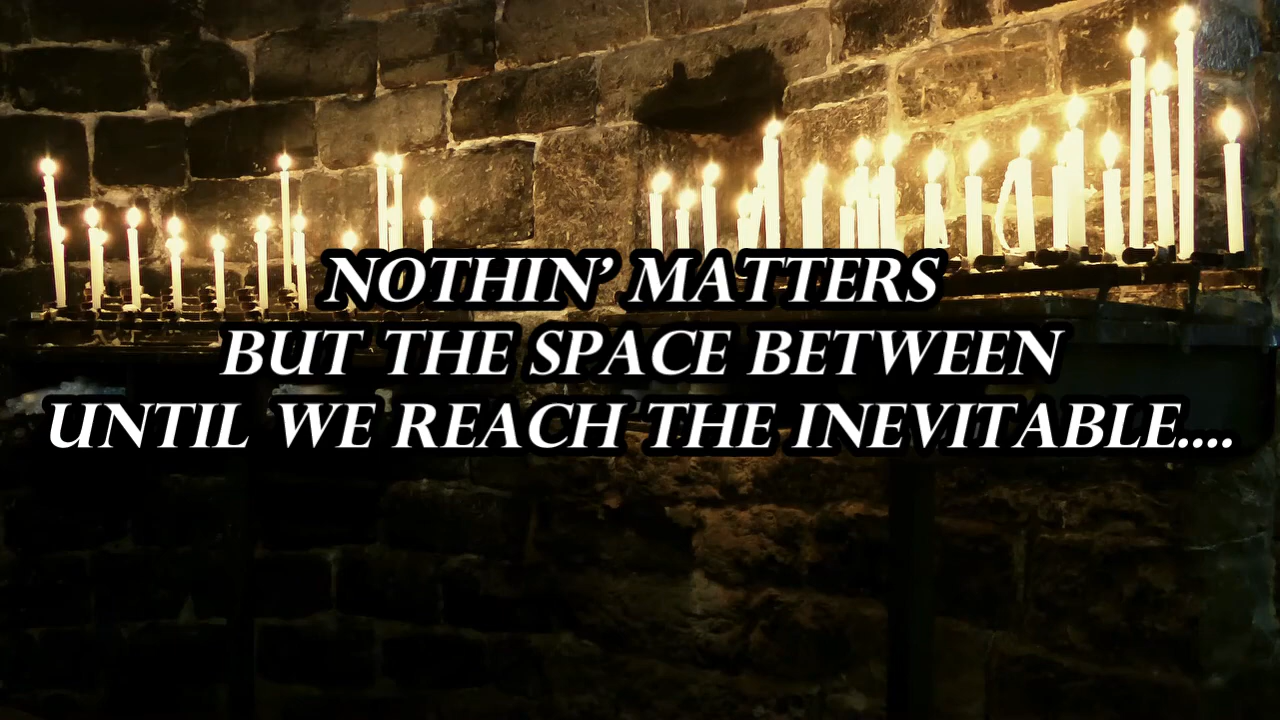 NOTHIN’ MATTERS
BUT THE SPACE BETWEEN
UNTIL WE REACH THE INEVITABLE....